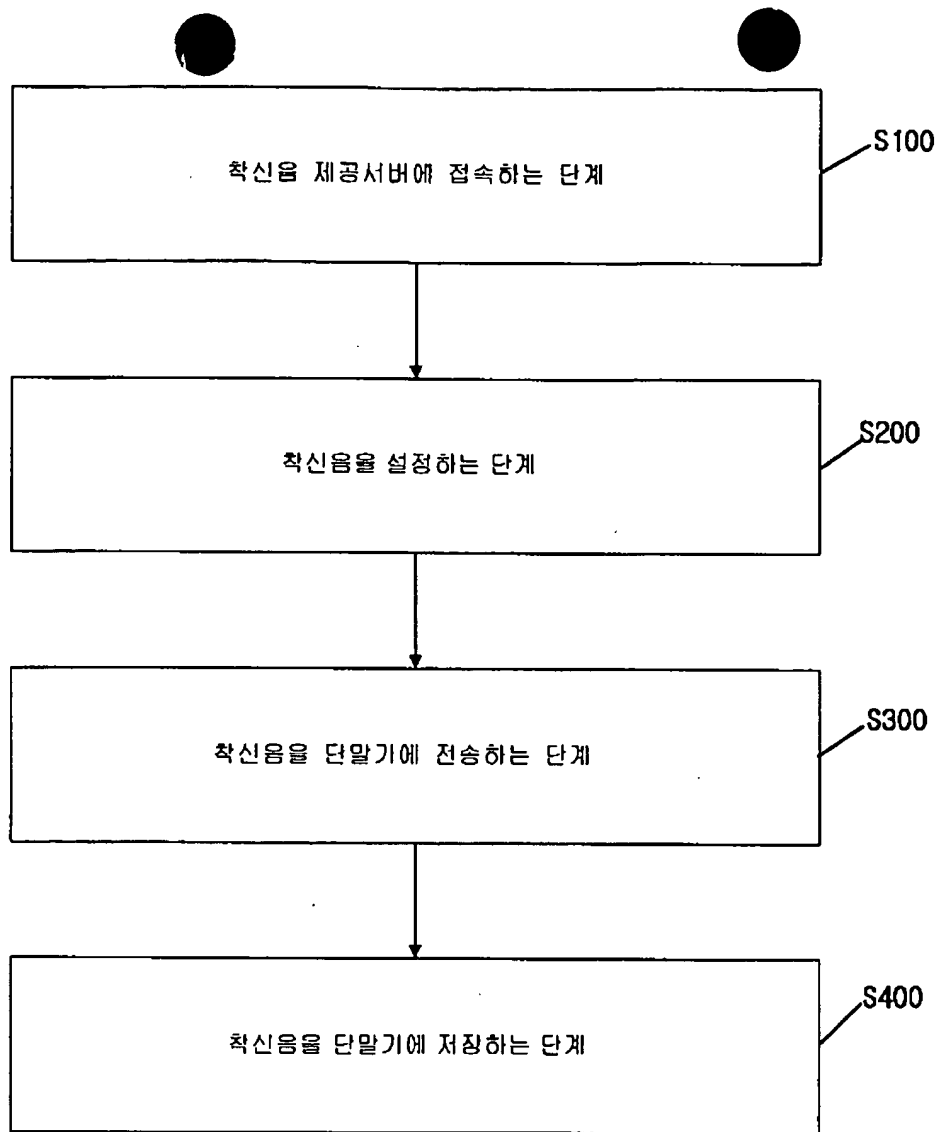 착신음 제공서버에 접속하는 단계
S100
착신음을 설정하는 단계
S200
착신음을 단말기에 전송하는 단계
S300
착신음을 단말기에 저장하는 단계
S400